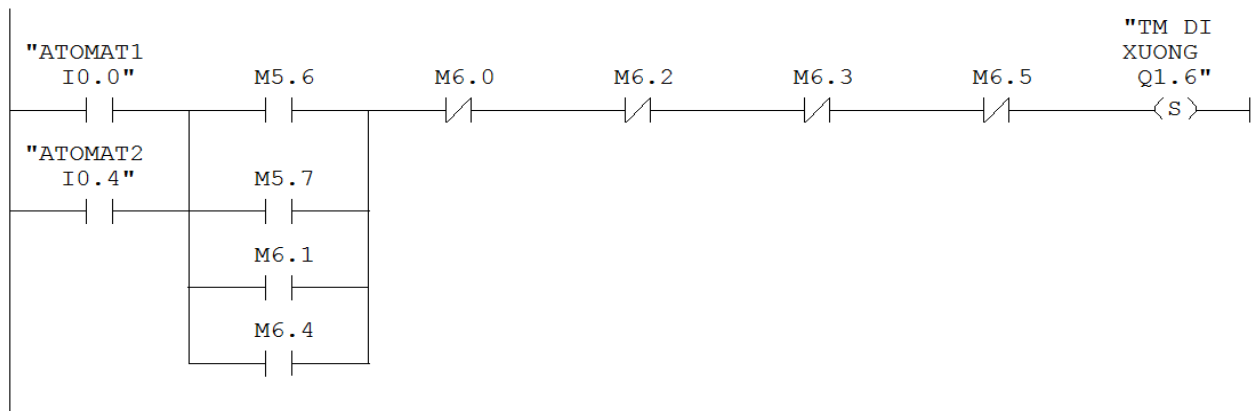 "TM DI
XUONG
Q1.6"
"ATOMAT1
I0.0"
M5.6
M6.0
M6.2
M6.3
M6.5
S
"ATOMAT2
I0.4"
M5.7
M6.1
M6.4